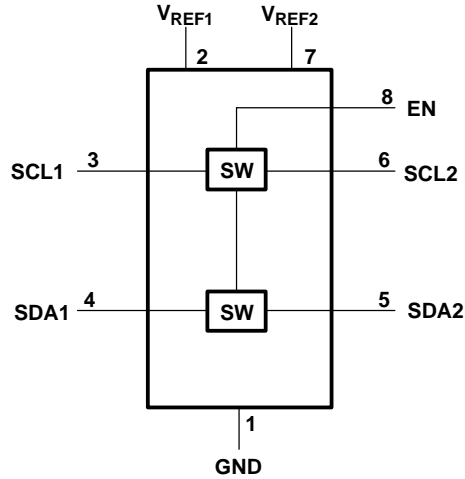 VREF1 VREF2
2 7
8 EN
SCL1 3 SW 6 SCL2
SDA1 4 SW 5 SDA2
1
GND